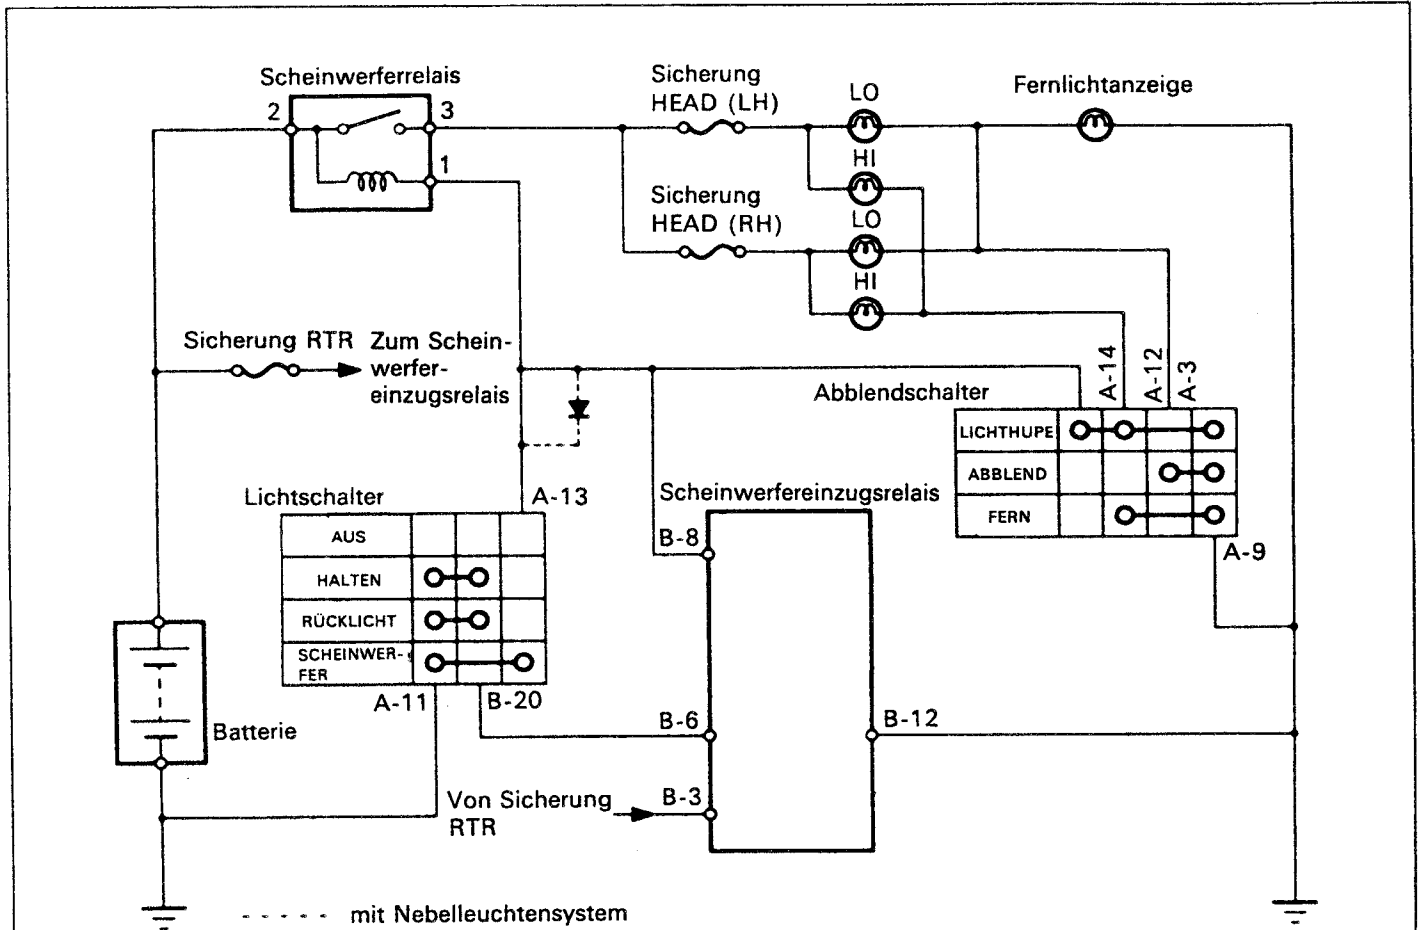 Scheinwerferrelais
2
3
1
Sicherung
HEAD (LH)
LO
HI
Fernlichtanzeige
Sicherung
HEAD (RH)
LO
HI
Sicherung RTR
Zum Schein-
werfer-
einzugsrelais
Abblendschalter
A-14
A-12
A-3
LICHTHUPE
ABBLEND
FERN
A-9
Lichtschalter
A-13
AUS
HALTEN
RÜCKLICHT
SCHEINWER-
FER
A-11
B-20
Scheinwerfereinzugsrelais
B-8
B-6
B-12
Von Sicherung
RTR
B-3
Batterie
mit Nebelleuchtensystem